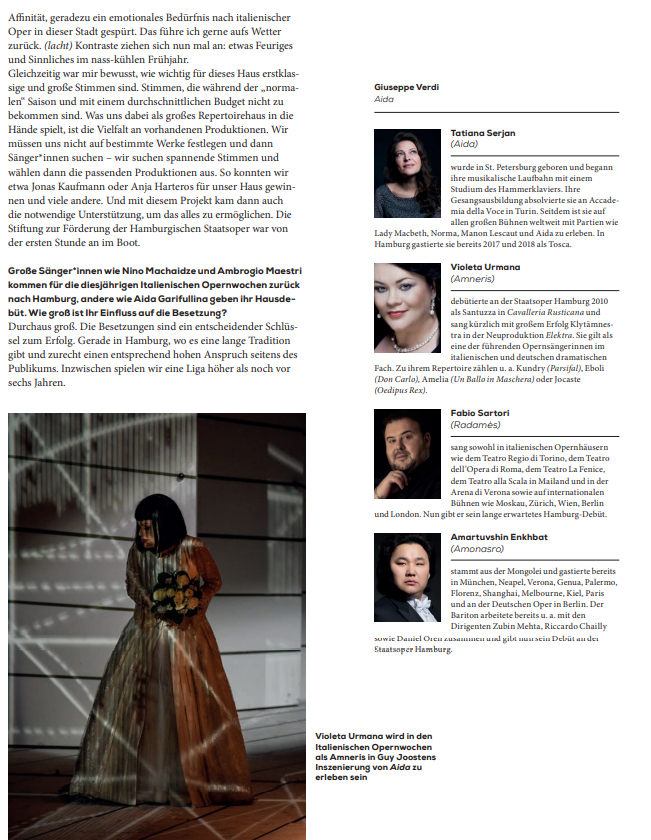 Affinität, geradezu ein emotionales Bedürfnis nach italienischer
Oper in dieser Stadt gespürt. Das führe ich gerne aufs Wetter
zurück. (lacht) Kontraste ziehen sich nun mal an: etwas Feuriges
und Sinnliches im nass-kühlen Frühjahr.
Gleichzeitig war mir bewusst, wie wichtig für dieses Haus erstklas-
sige und große Stimmen sind. Stimmen, die während der „norma-
len“ Saison und mit einem durchschnittlichen Budget nicht zu
bekommen sind. Was uns dabei als großes Repertoirehaus in die
Hände spielt, ist die Vielfalt an vorhandenen Produktionen. Wir
müssen uns nicht auf bestimmte Werke festlegen und dann
Sänger*innen suchen – wir suchen spannende Stimmen und
wählen dann die passenden Produktionen aus. So konnten wir
etwa Jonas Kaufmann oder Anja Harteros für unser Haus gewin-
nen und viele andere. Und mit diesem Projekt kam dann auch
die notwendige Unterstützung, um das alles zu ermöglichen. Die
Stiftung zur Förderung der Hamburgischen Staatsoper war von
der ersten Stunde an im Boot.
Große Sänger*innen wie Nino Machaidze und Ambrogio Maestri
kommen für die diesjährigen Italienischen Opernwochen zurück
nach Hamburg, andere wie Aida Garifullina geben ihr Hausde-
büt. Wie groß ist Ihr Einfluss auf die Besetzung?
Durchaus groß. Die Besetzungen sind ein entscheidender Schlüs-
sel zum Erfolg. Gerade in Hamburg, wo es eine lange Tradition
gibt und zurecht einen entsprechend hohen Anspruch seitens des
Publikums. Inzwischen spielen wir eine Liga höher als noch vor
sechs Jahren.
Giuseppe Verdi
Aida
Tatiana Serjan
(Aida)
wurde in St. Petersburg geboren und begann
ihre musikalische Laufbahn mit einem
Studium des Hammerklaviers. Ihre
Gesangsausbildung absolvierte sie an Accade-
mia della Voce in Turin. Seitdem ist sie auf
allen großen Bühnen weltweit mit Partien wie
Lady Macbeth, Norma, Manon Lescaut und Aida zu erleben. In
Hamburg gastierte sie bereits 2017 und 2018 als Tosca.
Violeta Urmana
(Amneris)
debütierte an der Staatsoper Hamburg 2010
als Santuzza in Cavalleria Rusticana und
sang kürzlich mit großem Erfolg Klytämnes-
tra in der Neuproduktion Elektra. Sie gilt als
eine der führenden Opernsängerinnen im
italienischen und deutschen dramatischen
Fach. Zu ihrem Repertoire zählen u. a. Kundry (Parsifal), Eboli
(Don Carlo), Amelia (Un Ballo in Maschera) oder Jocaste
(Oedipus Rex).
Fabio Sartori
(Radamès)
sang sowohl in italienischen Opernhäusern
wie dem Teatro Regio di Torino, dem Teatro
dell’Opera di Roma, dem Teatro La Fenice,
dem Teatro alla Scala in Mailand und in der
Arena di Verona sowie auf internationalen
Bühnen wie Moskau, Zürich, Wien, Berlin
und London. Nun gibt er sein lange erwartetes Hamburg-Debüt.
Amartuvshin Enkhbat
(Amonasro)
stammt aus der Mongolei und gastierte bereits
in München, Neapel, Verona, Genua, Palermo,
Florenz, Shanghai, Melbourne, Kiel, Paris
und an der Deutschen Oper in Berlin. Der
Bariton arbeitete bereits u. a. mit den
Dirigenten Zubin Mehta, Riccardo Chailly
sowie Daniel Oren zusammen und gibt nun sein Debüt an der
Staatsoper Hamburg.
Violeta Urmana wird in den
Italienischen Opernwochen
als Amneris in Guy Joostens
Inszenierung von Aida zu
erleben sein